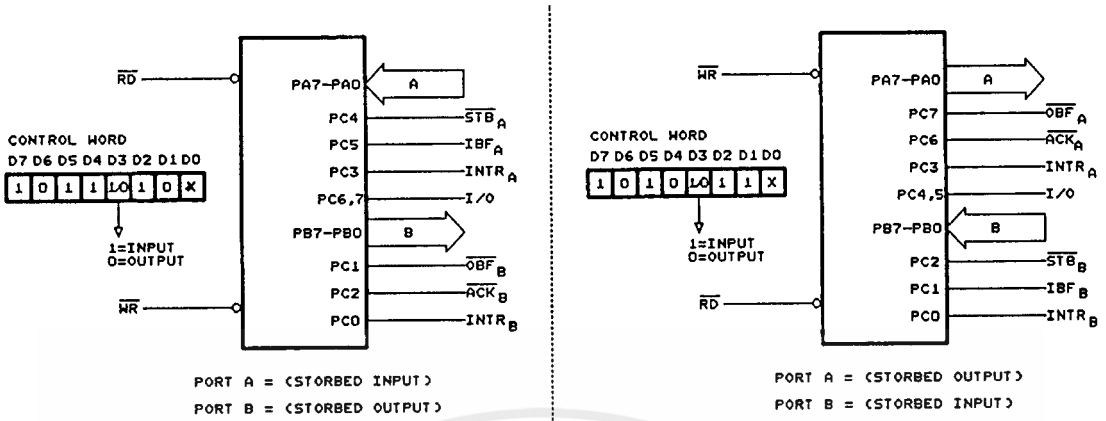 RD
PA7-PA0
A
PC4
STB A
PC5
IBF A
CONTROL WORD
D7 D6 D5 D4 D3 D2 D1 D0
1 0 1 1 1/0 1 0 X
PC3
INTR A
PC6,7
I/O
PB7-PB0
B
1=INPUT
0=OUTPUT
PC1
OBF B
PC2
ACK B
WR
PC0
INTR B
PORT A = (STORBED INPUT)
PORT B = (STORBED OUTPUT)
WR
PA7-PA0
A
PC7
OBF A
CONTROL WORD
D7 D6 D5 D4 D3 D2 D1 D0
1 0 1 0 1/0 1 1 X
PC6
ACK A
PC3
INTR A
PC4,5
I/O
PB7-PB0
B
1=INPUT
0=OUTPUT
PC2
STB B
PC1
IBF B
RD
PC0
INTR B
PORT A = (STORBED OUTPUT)
PORT B = (STORBED INPUT)